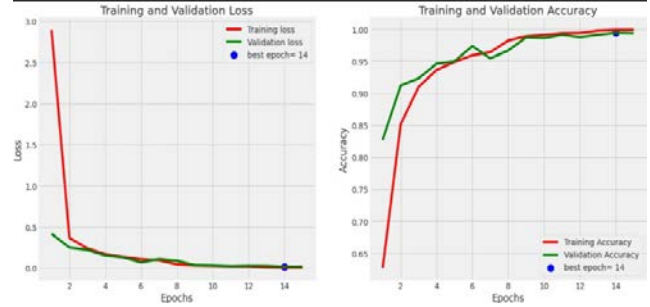 Training and Validation Loss
Training loss
Validation loss
best epoch= 14
3.0
2.5
2.0
1.5
1.0
0.5
0.0
Loss
2 4 6 8 10 12 14
Epochs
Training and Validation Accuracy
1.00
0.95
0.90
0.85
0.80
0.75
0.70
0.65
Accuracy
Training Accuracy
Validation Accuracy
best epoch= 14
2 4 6 8 10 12 14
Epochs